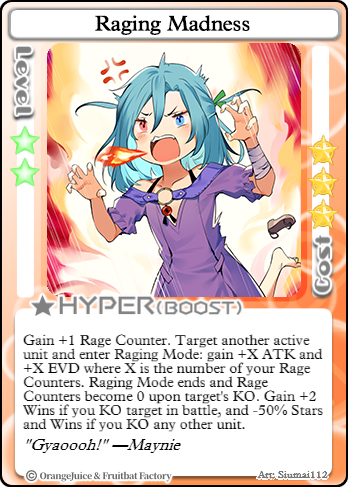 Raging Madness
Level
Cost
HYPER(BOOST)
Gain +1 Rage Counter. Target another active
unit and enter Raging Mode: gain +X ATK and
+X EVD where X is the number of your Rage
Counters. Raging Mode ends and Rage
Counters become 0 upon target's KO. Gain +2
Wins if you KO target in battle, and -50% Stars
and Wins if you KO any other unit.
"Gyaoooh!" —Maynie
© OrangeJuice & Fruitbat Factory
Art: Siumai112